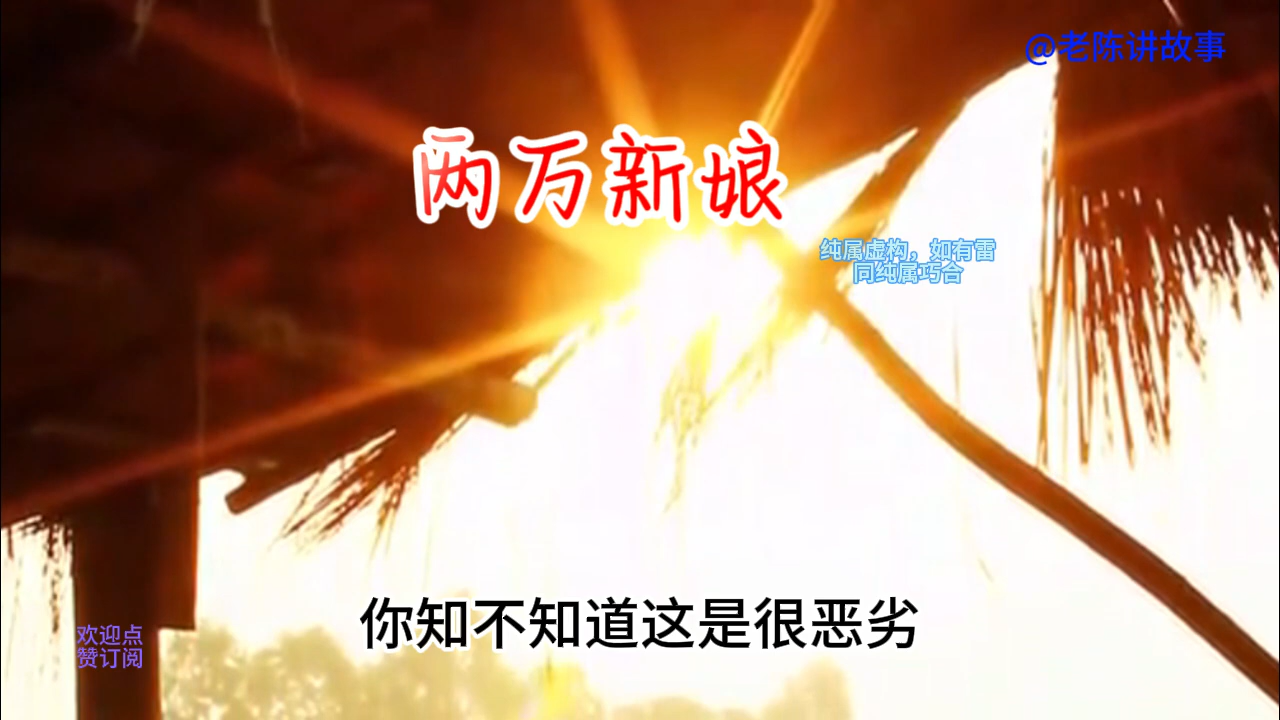 @老陈讲故事
两万新娘
纯属虚构，如有雷
同纯属巧合
你知不知道这是很恶劣
欢迎点
赞订阅